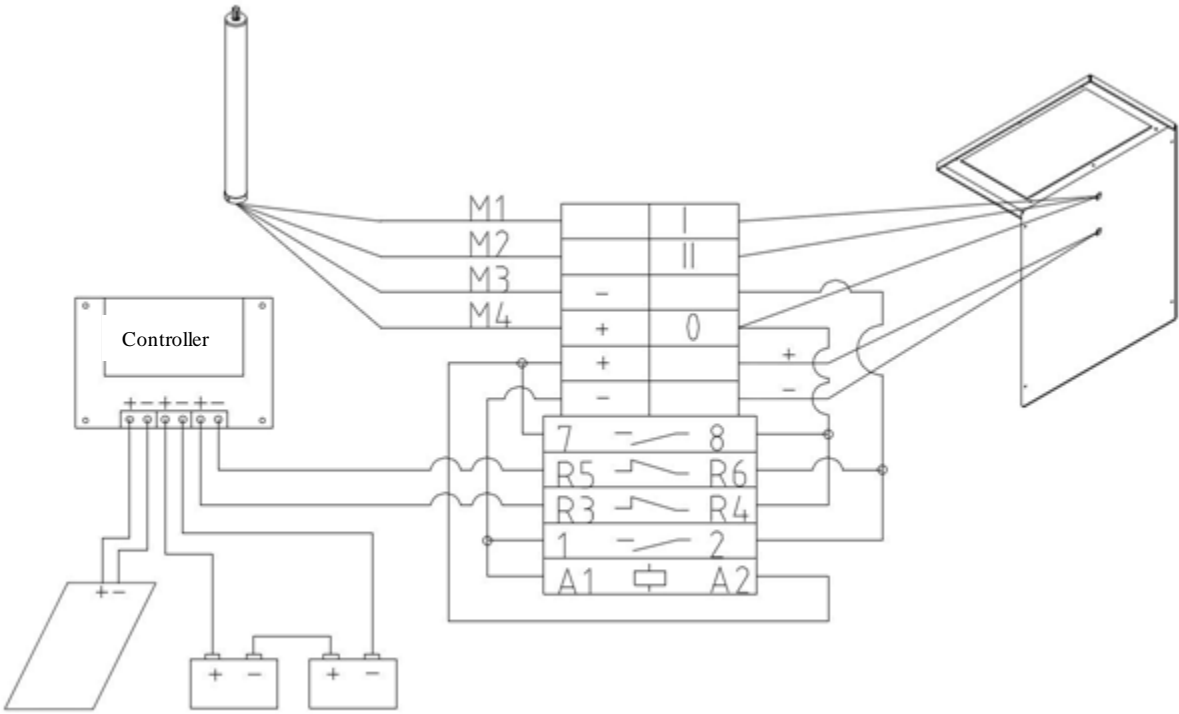 M1 I
M2 II
M3 −
M4 + 0
Controller
+ +
− −
+ − + − + −
7 8
R5 R6
R3 R4
1 2
A1 A2
+ −
+ − + −